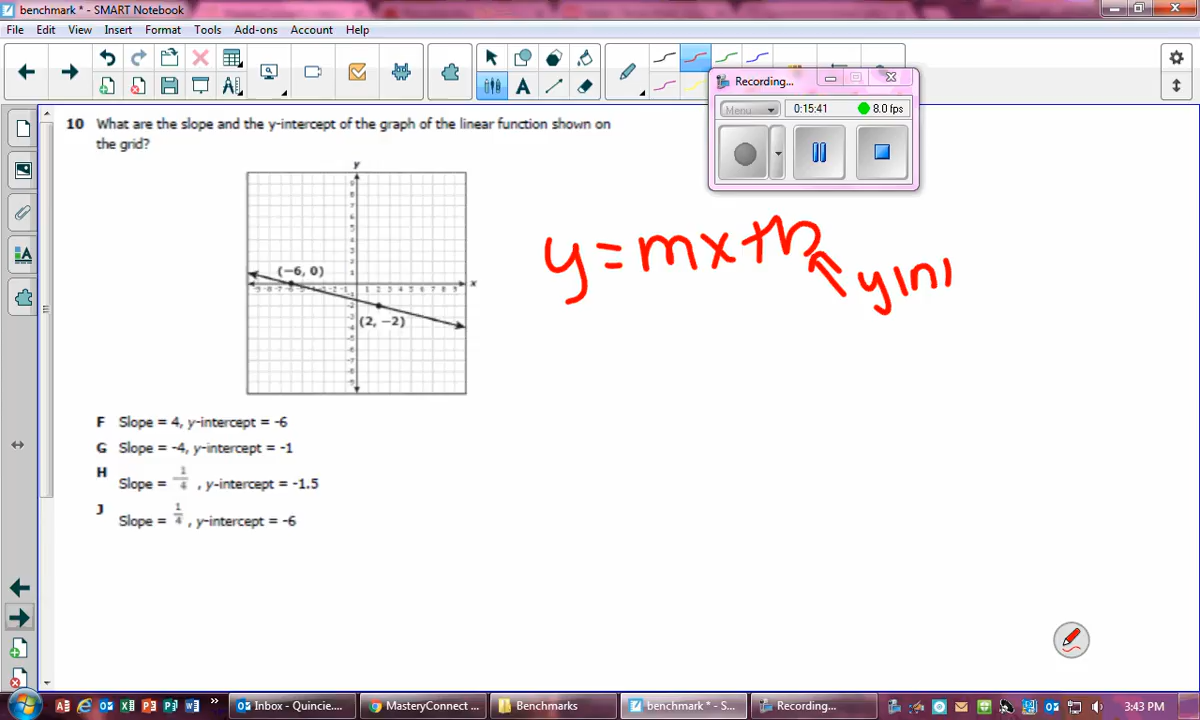 benchmark * - SMART Notebook
File Edit View Insert Format Tools Add-ons Account Help
Recording...
Menu 0:15:41 8.0 fps
10 What are the slope and the y-intercept of the graph of the linear function shown on
the grid?
y
(−6, 0)
x
(2, −2)
y=mx+b
yint
F Slope = 4, y-intercept = -6
G Slope = -4, y-intercept = -1
H Slope = -1/4 , y-intercept = -1.5
J Slope = 1/4 , y-intercept = -6
Inbox - Quincie.... MasteryConnect ... Benchmarks benchmark * - S... Recording... 3:43 PM